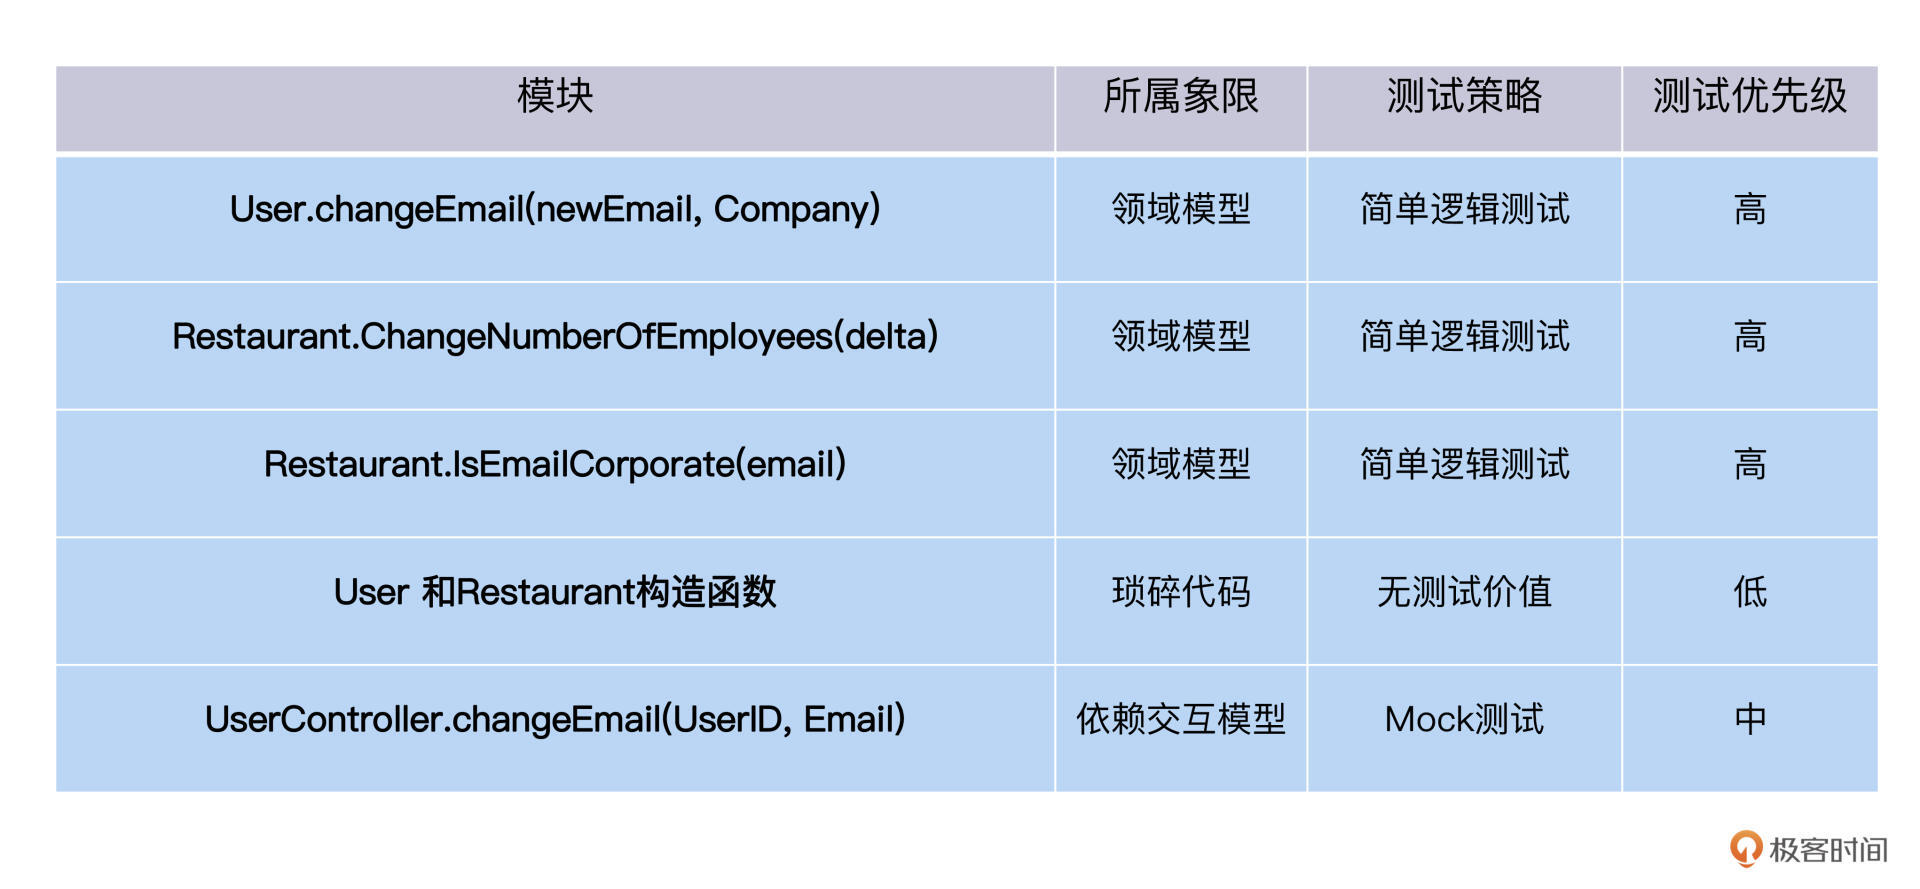 模块 所属象限 测试策略 测试优先级
User.changeEmail(newEmail, Company) 领域模型 简单逻辑测试 高
Restaurant.ChangeNumberOfEmployees(delta) 领域模型 简单逻辑测试 高
Restaurant.IsEmailCorporate(email) 领域模型 简单逻辑测试 高
User 和Restaurant构造函数 琐碎代码 无测试价值 低
UserController.changeEmail(UserID, Email) 依赖交互模型 Mock测试 中
极客时间